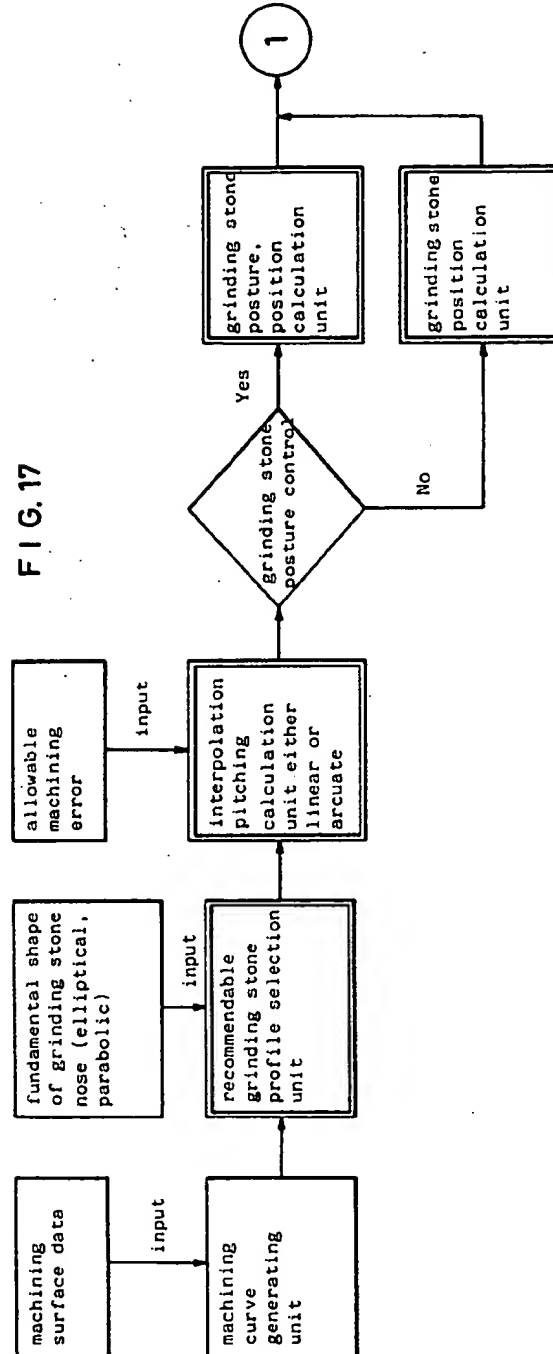 FIG. 17
machining
surface data
input
machining
curve
generating
unit
fundamental shape
of grinding stone
nose (elliptical,
parabolic)
input
recommendable
grinding stone
profile selection
unit
allowable
machining
error
input
interpolation
pitching
calculation
unit either
linear or
arcuate
grinding stone
posture control
Yes
No
grinding stone
posture,
position
calculation
unit
grinding stone
position
calculation
unit
1